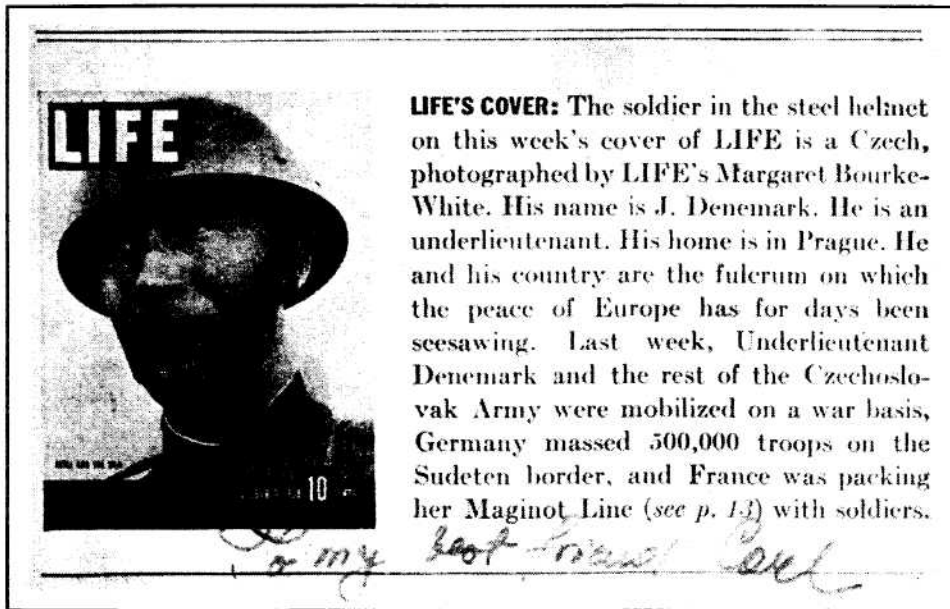 LIFE
10
LIFE'S COVER: The soldier in the steel helmet
on this week's cover of LIFE is a Czech,
photographed by LIFE's Margaret Bourke-
White. His name is J. Denemark. He is an
underlieutenant. His home is in Prague. He
and his country are the fulcrum on which
the peace of Europe has for days been
seesawing. Last week, Underlieutenant
Denemark and the rest of the Czechoslo-
vak Army were mobilized on a war basis,
Germany massed 500,000 troops on the
Sudeten border, and France was packing
her Maginot Line (see p. 13) with soldiers.
my best friend